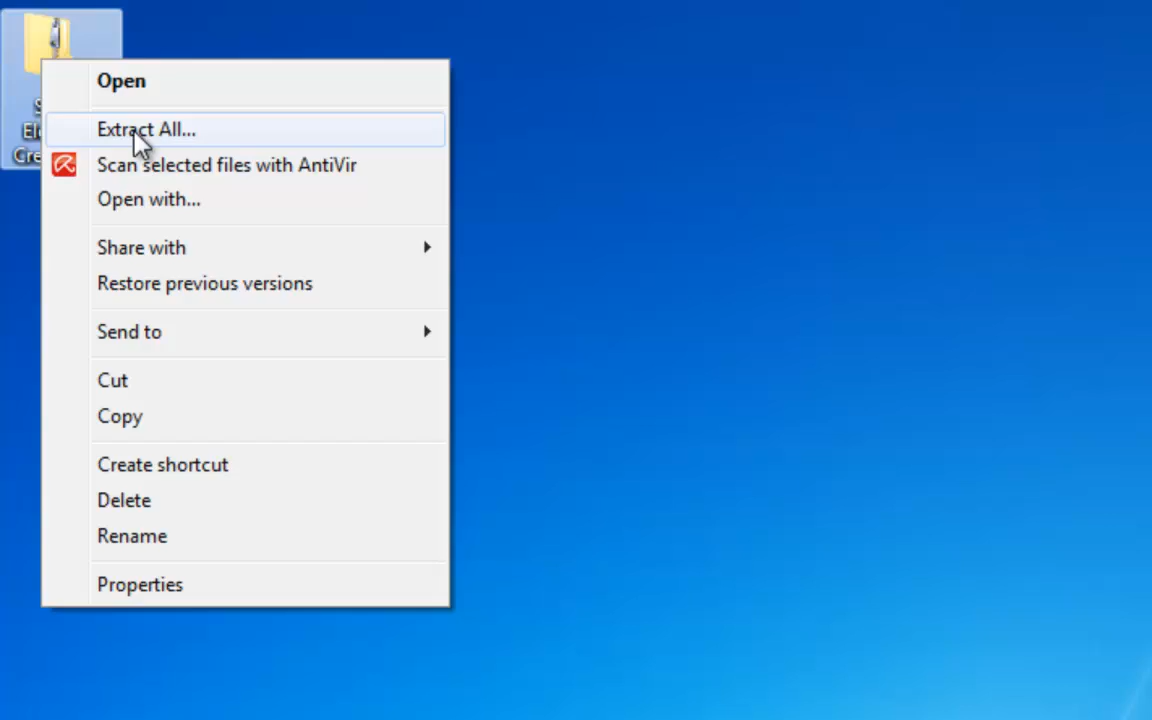 Open
Extract All...
Scan selected files with AntiVir
Open with...
Share with
Restore previous versions
Send to
Cut
Copy
Create shortcut
Delete
Rename
Properties